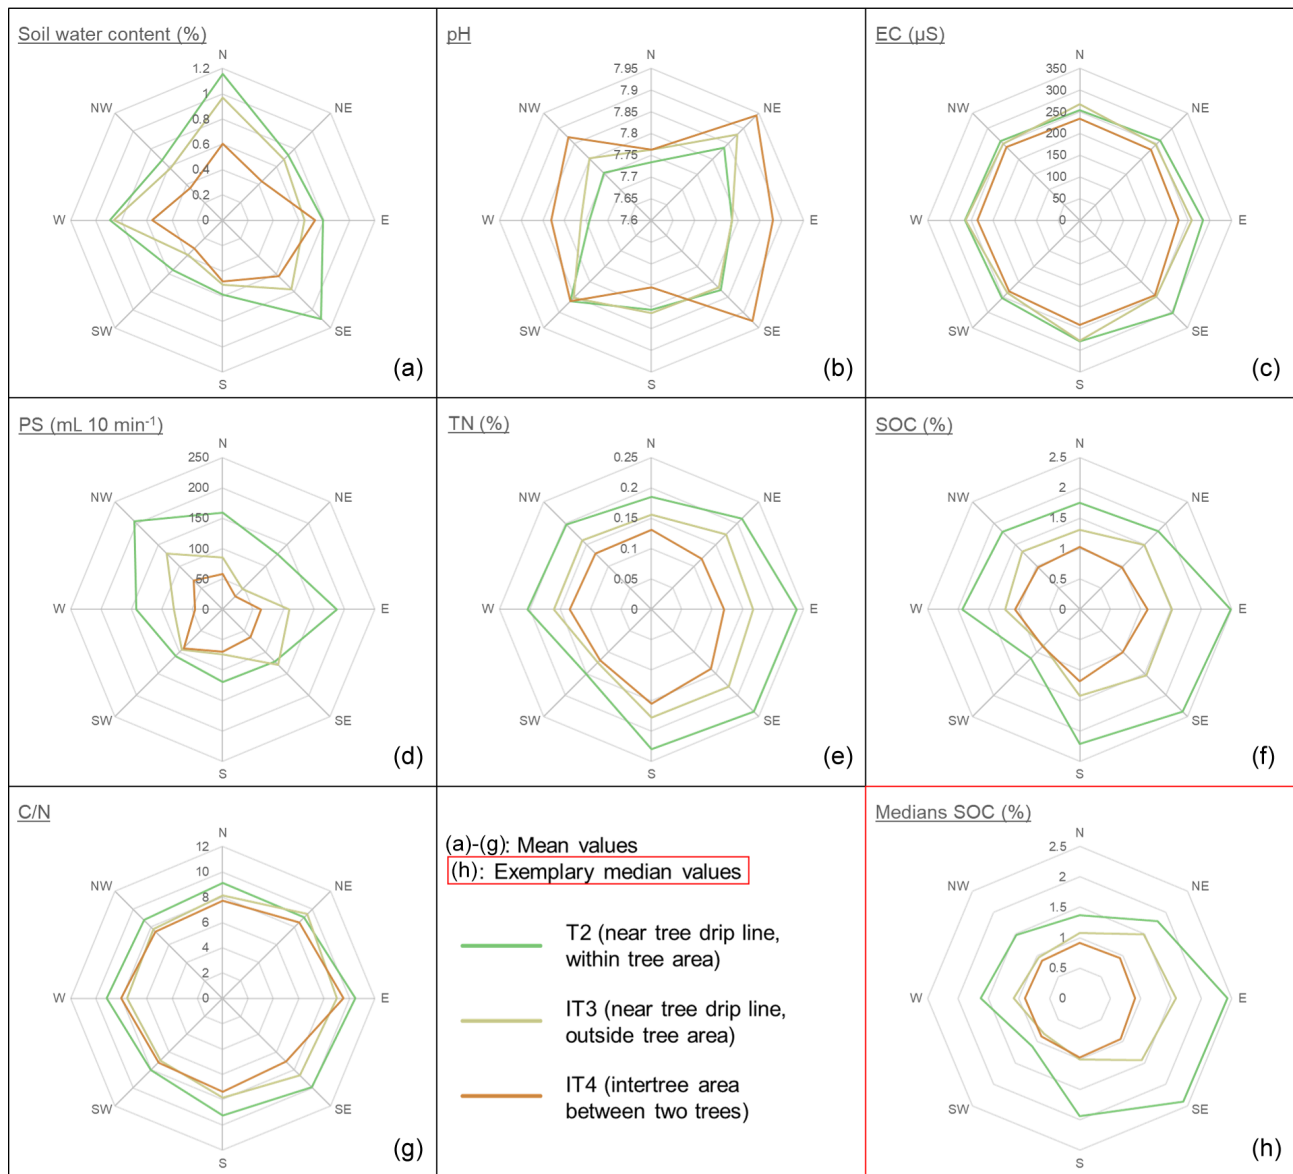 Soil water content (%)
N
1.2
1
0.8
0.6
0.4
0.2
0
NW
NE
W
E
SW
SE
S
(a)
pH
N
7.95
7.9
7.85
7.8
7.75
7.7
7.65
7.6
NW
NE
W
E
SW
SE
S
(b)
EC (µS)
N
350
300
250
200
150
100
50
0
NW
NE
W
E
SW
SE
S
(c)
PS (mL 10 min⁻¹)
N
250
200
150
100
50
0
NW
NE
W
E
SW
SE
S
(d)
TN (%)
N
0.25
0.2
0.15
0.1
0.05
0
NW
NE
W
E
SW
SE
S
(e)
SOC (%)
N
2.5
2
1.5
1
0.5
0
NW
NE
W
E
SW
SE
S
(f)
C/N
N
12
10
8
6
4
2
0
NW
NE
W
E
SW
SE
S
(g)
(a)-(g): Mean values
(h): Exemplary median values
T2 (near tree drip line,
within tree area)
IT3 (near tree drip line,
outside tree area)
IT4 (intertree area
between two trees)
Medians SOC (%)
N
2.5
2
1.5
1
0.5
0
NW
NE
W
E
SW
SE
S
(h)